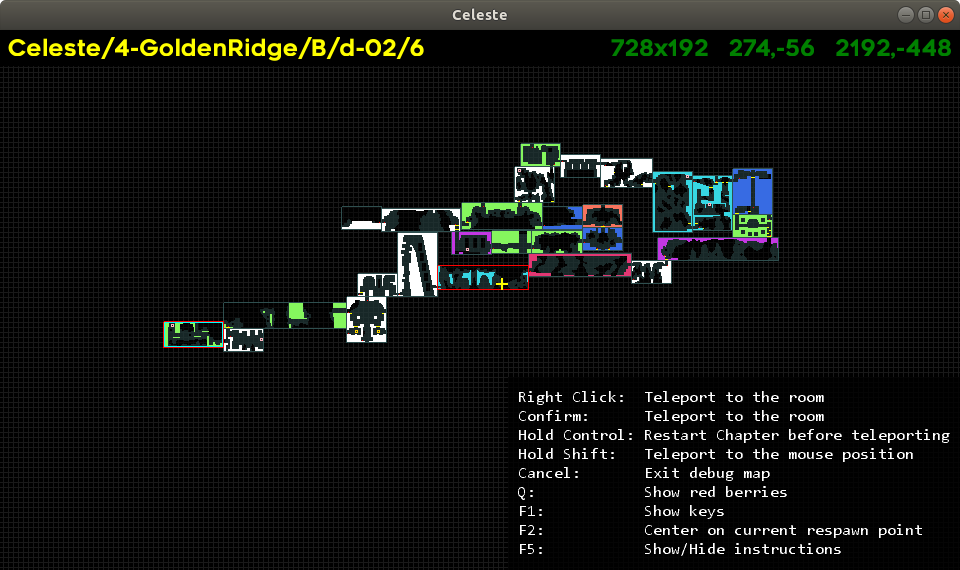 Celeste
Celeste/4-GoldenRidge/B/d-02/6 728x192 274,-56 2192,-448
Right Click: Teleport to the room
Confirm: Teleport to the room
Hold Control: Restart Chapter before teleporting
Hold Shift: Teleport to the mouse position
Cancel: Exit debug map
Q: Show red berries
F1: Show keys
F2: Center on current respawn point
F5: Show/Hide instructions